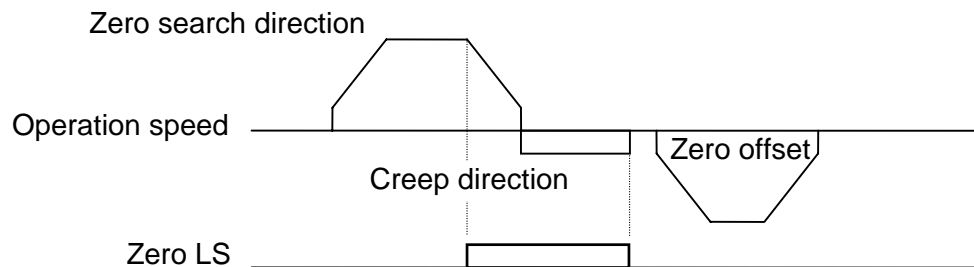 Zero search direction
Operation speed
Zero offset
Creep direction
Zero LS